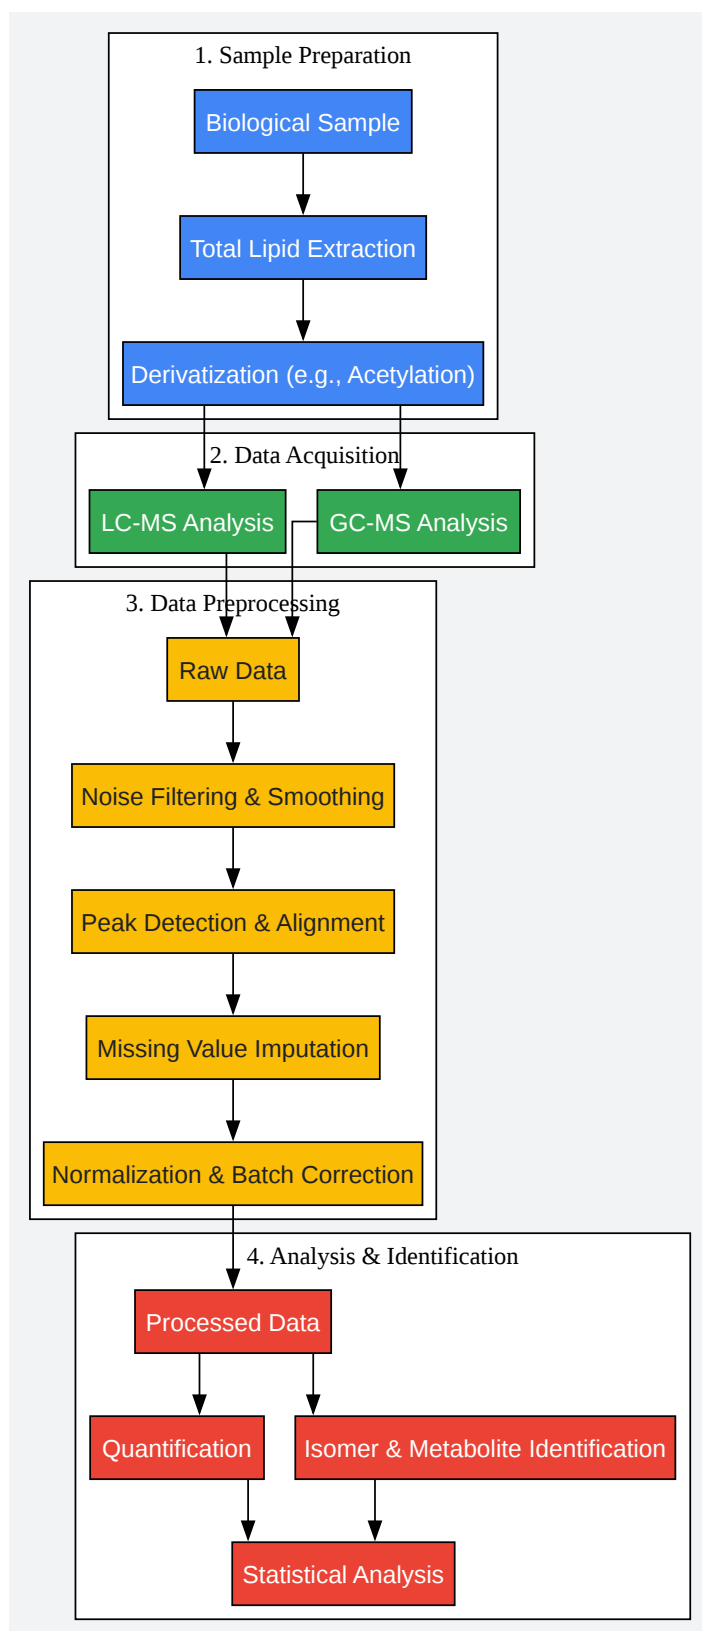 1. Sample Preparation
Biological Sample
Total Lipid Extraction
Derivatization (e.g., Acetylation)
2. Data Acquisition
LC-MS Analysis
GC-MS Analysis
3. Data Preprocessing
Raw Data
Noise Filtering & Smoothing
Peak Detection & Alignment
Missing Value Imputation
Normalization & Batch Correction
4. Analysis & Identification
Processed Data
Quantification
Isomer & Metabolite Identification
Statistical Analysis